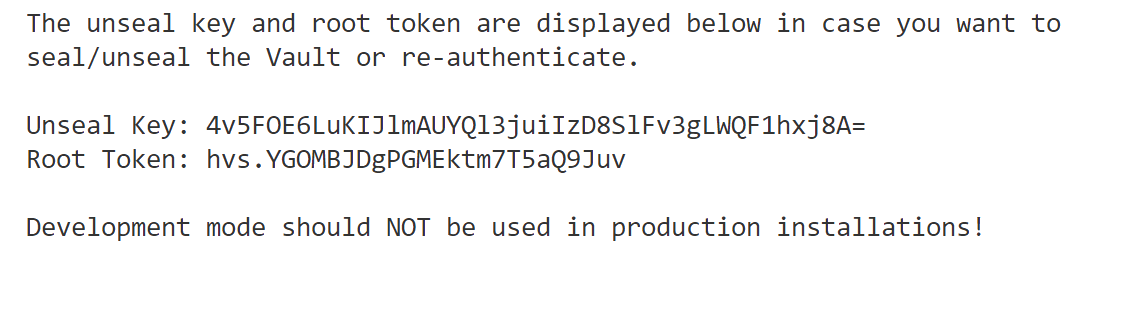 The unseal key and root token are displayed below in case you want to
seal/unseal the Vault or re-authenticate.
Unseal Key: 4v5FOE6LuKIJlmAUYQl3juiIzD8SlFv3gLWQF1hxj8A=
Root Token: hvs.YGOMBJDgPGMEktm7T5aQ9Juv
Development mode should NOT be used in production installations!